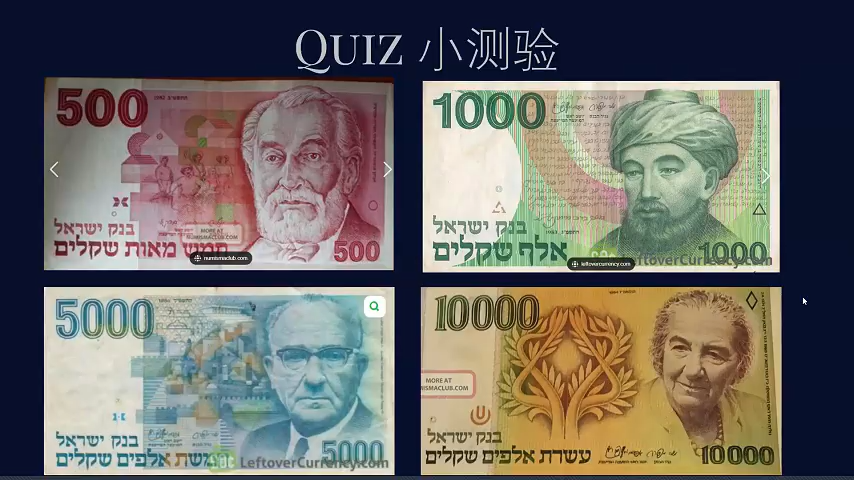 QUIZ 小测验
500
בנק ישראל
חמש מאות שקלים
500
MORE AT
NUMISMACLUB.COM
numismaclub.com
1000
בנק ישראל
אלף שקלים
1000
LeftoverCurrency.com
leftovercurrency.com
5000
בנק ישראל
אלפים שקלים
5000
LeftoverCurrency.com
10000
MORE AT
בנק ישראל
עשרת אלפים שקלים
10000